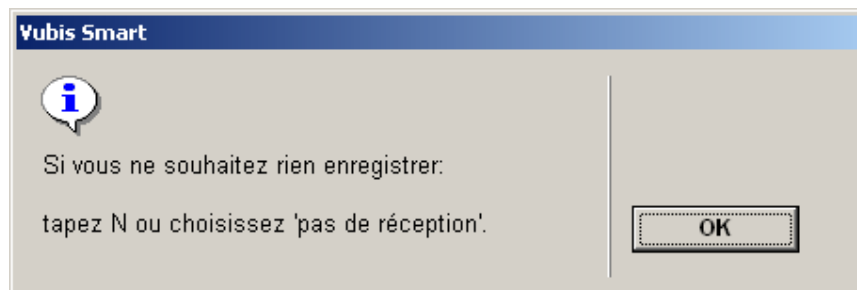 Vubis Smart
Si vous ne souhaitez rien enregistrer:
tapez N ou choisissez 'pas de réception'.
OK